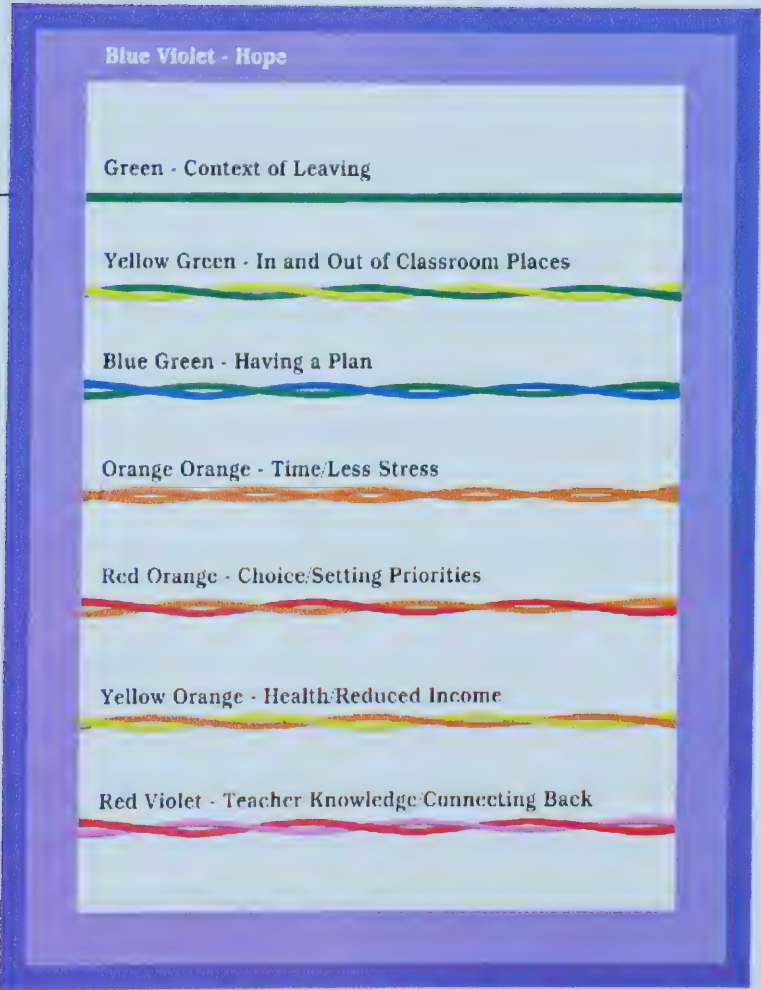 Blue Violet - Hope
Green - Context of Leaving
Yellow Green - In and Out of Classroom Places
Blue Green - Having a Plan
Orange Orange - Time/Less Stress
Red Orange - Choice/Setting Priorities
Yellow Orange - Health/Reduced Income
Red Violet - Teacher Knowledge/Connecting Back